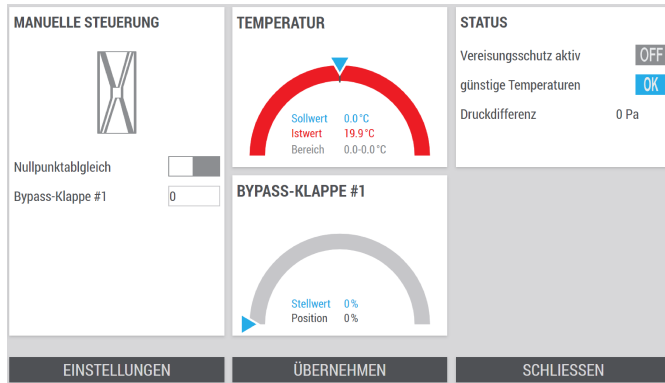 MANUELLE STEUERUNG
Nullpunktablgleich
Bypass-Klappe #1 0
TEMPERATUR
Sollwert 0.0°C
Istwert 19.9°C
Bereich 0.0-0.0°C
BYPASS-KLAPPE #1
Stellwert 0%
Position 0%
STATUS
Vereisungsschutz aktiv OFF
günstige Temperaturen OK
Druckdifferenz 0 Pa
EINSTELLUNGEN
ÜBERNEHMEN
SCHLIESSEN